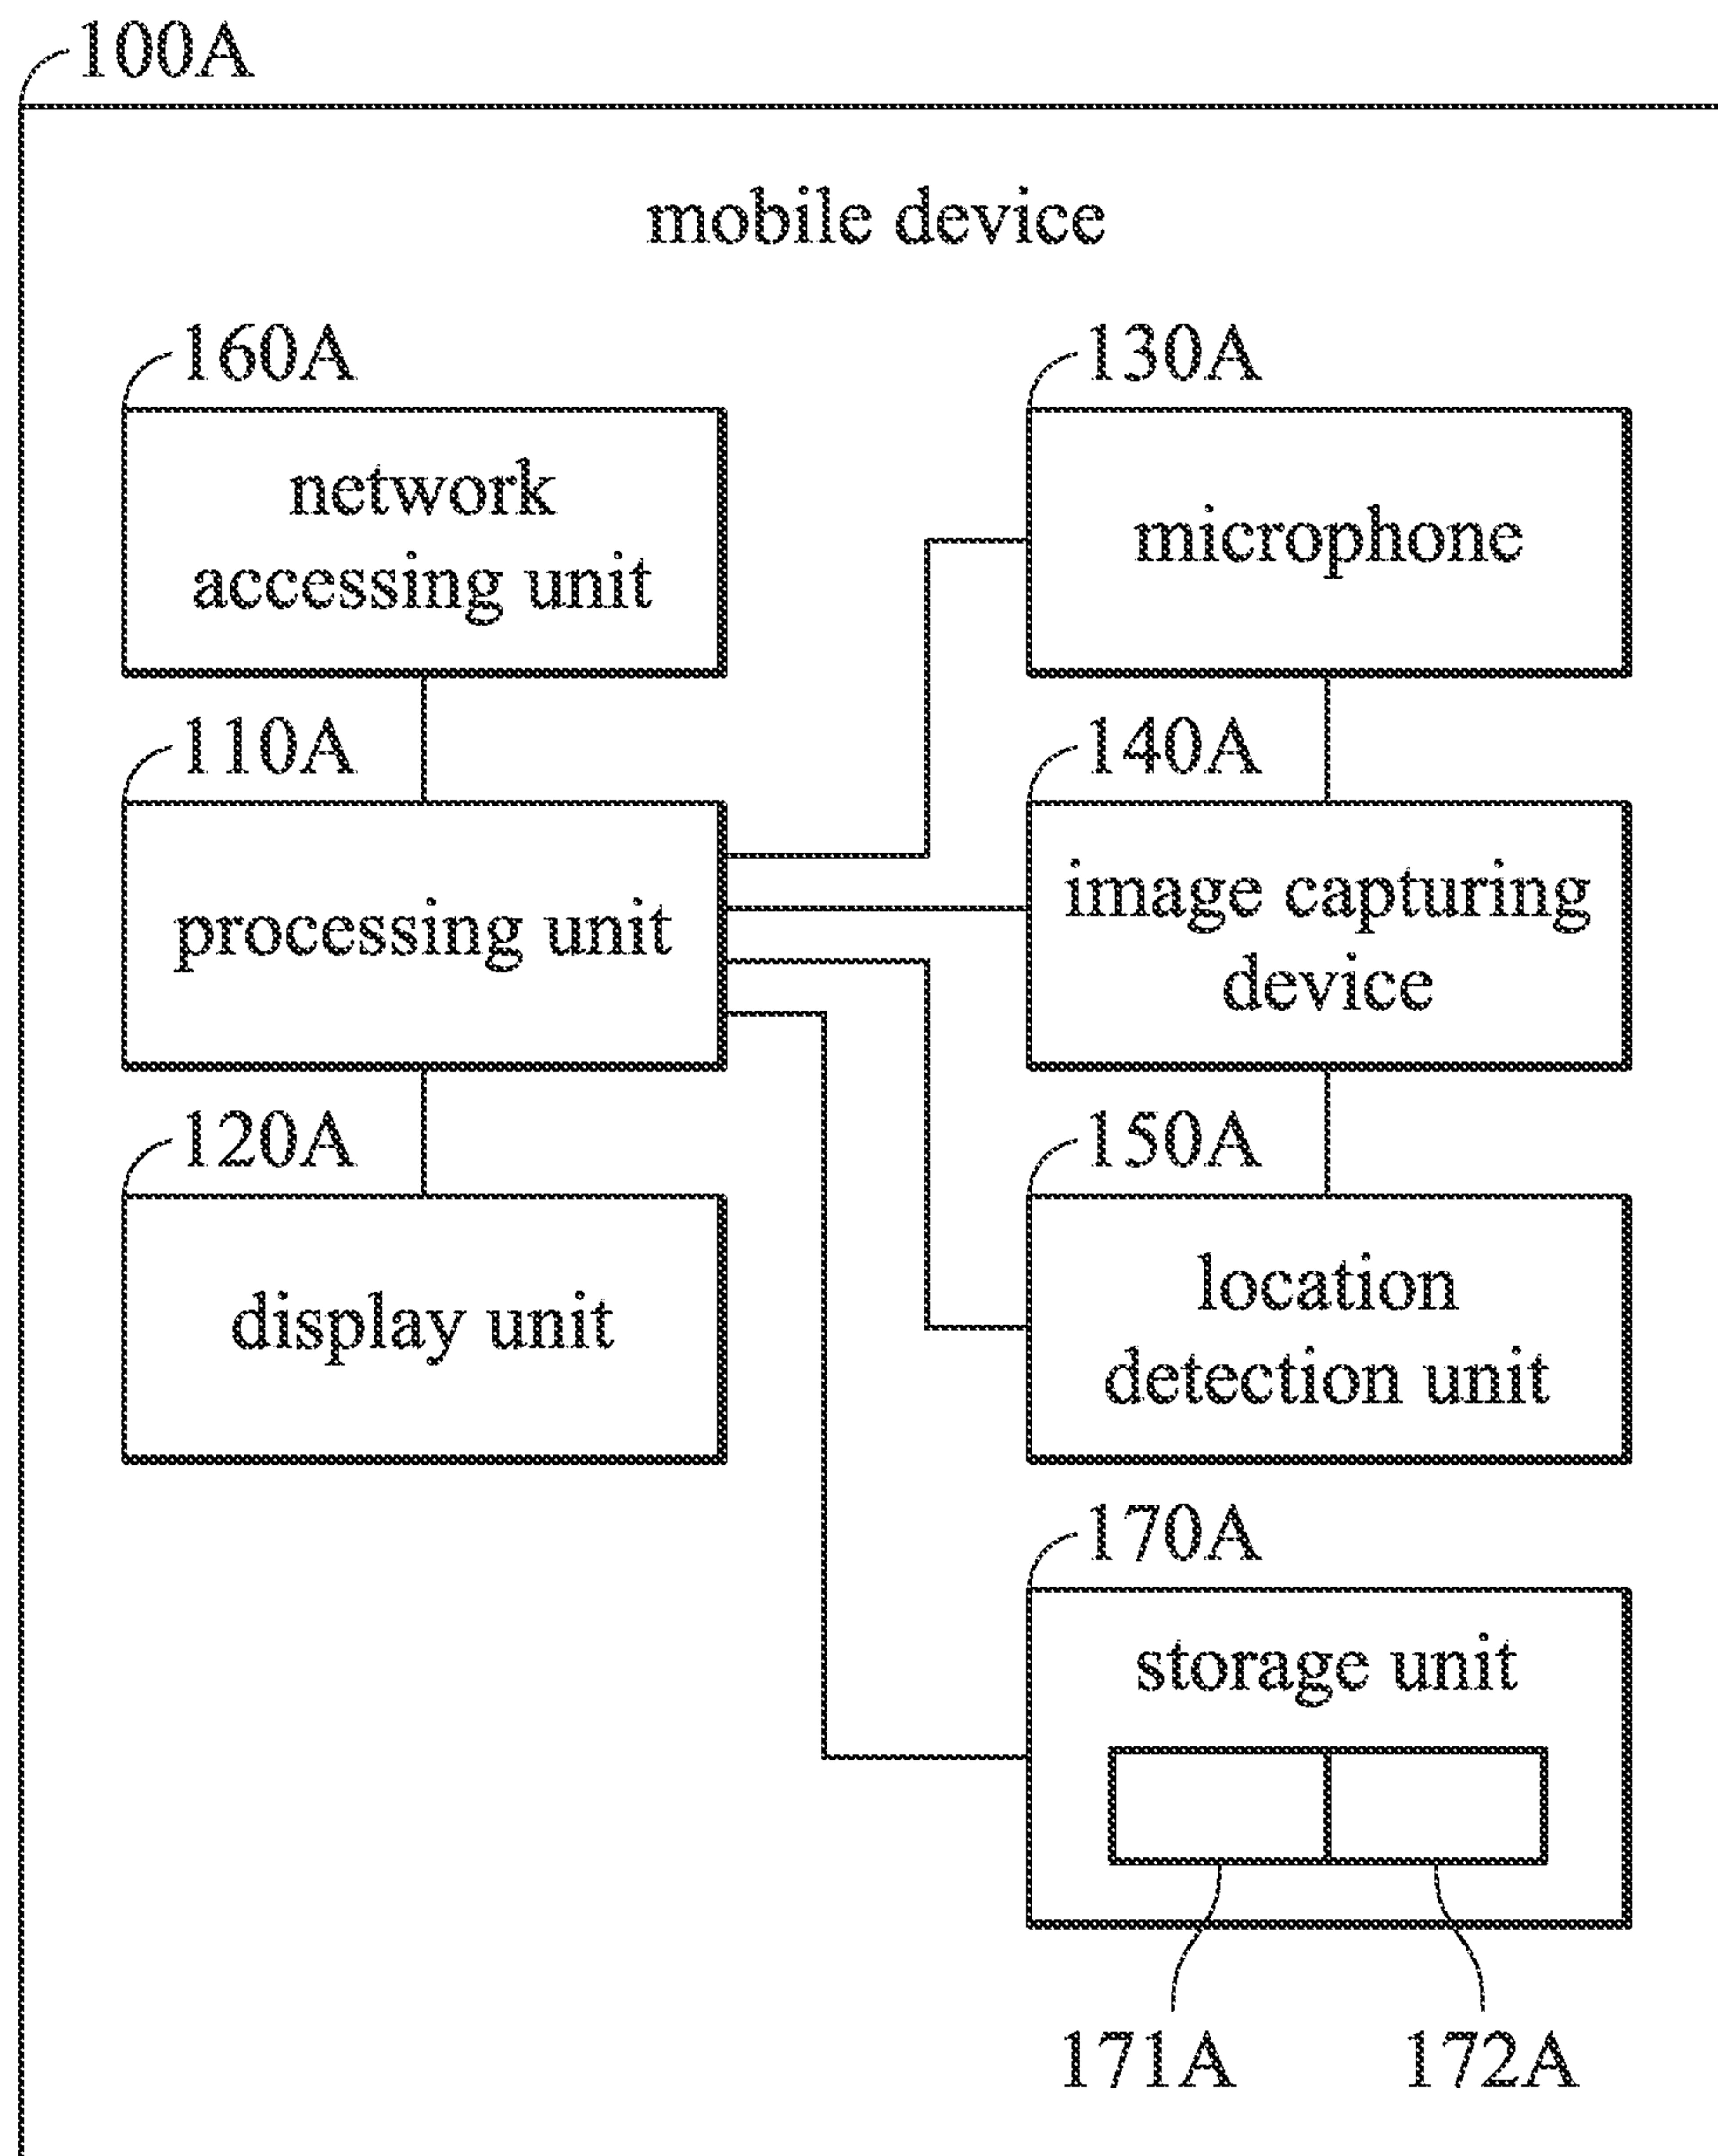 100A
mobile device
160A
network
accessing unit
130A
microphone
110A
processing unit
140A
image capturing
device
120A
display unit
150A
location
detection unit
170A
storage unit
171A
172A